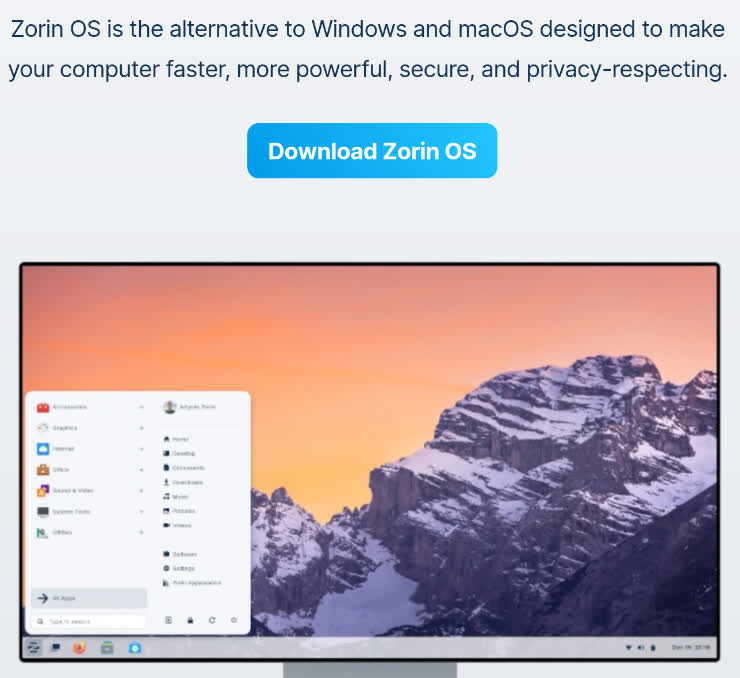 Zorin OS is the alternative to Windows and macOS designed to make
your computer faster, more powerful, secure, and privacy-respecting.
Download Zorin OS
Accessories
Graphics
Internet
Office
Sound & Video
System Tools
Utilities
All Apps
Type to search
Home
Desktop
Documents
Downloads
Music
Pictures
Videos
Software
Settings
Zorin Appearance